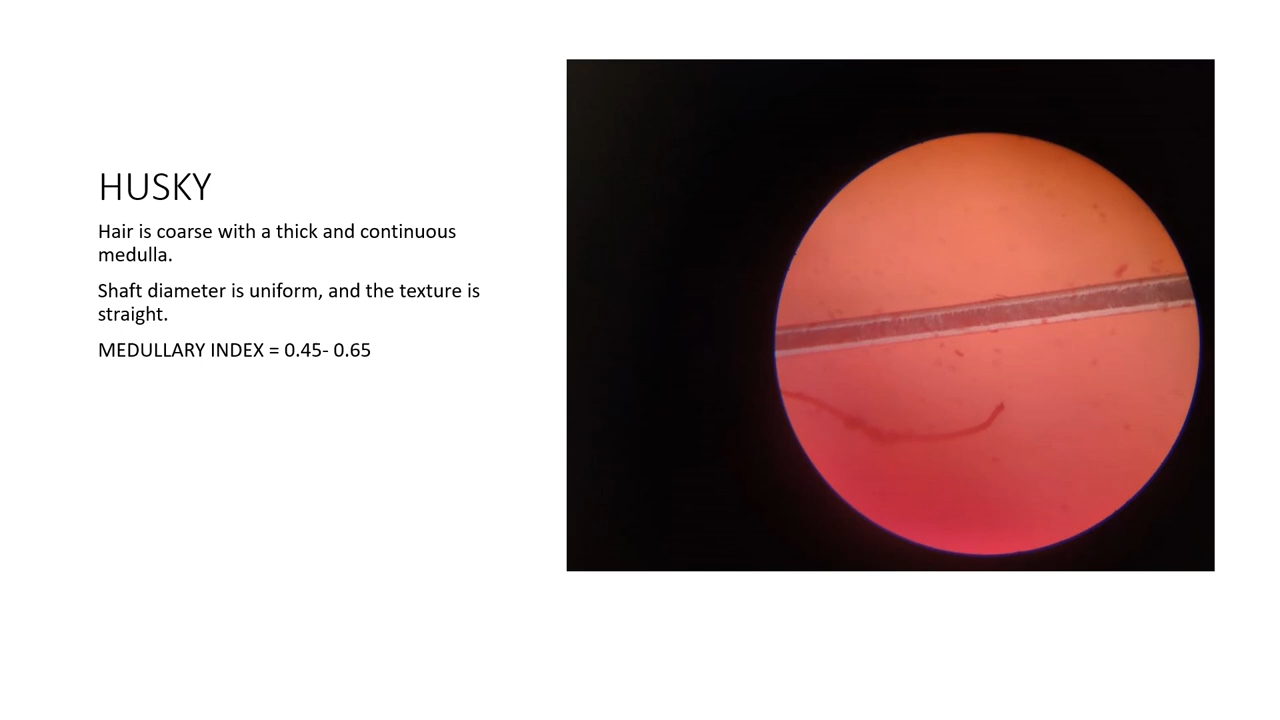 HUSKY
Hair is coarse with a thick and continuous
medulla.
Shaft diameter is uniform, and the texture is
straight.
MEDULLARY INDEX = 0.45- 0.65